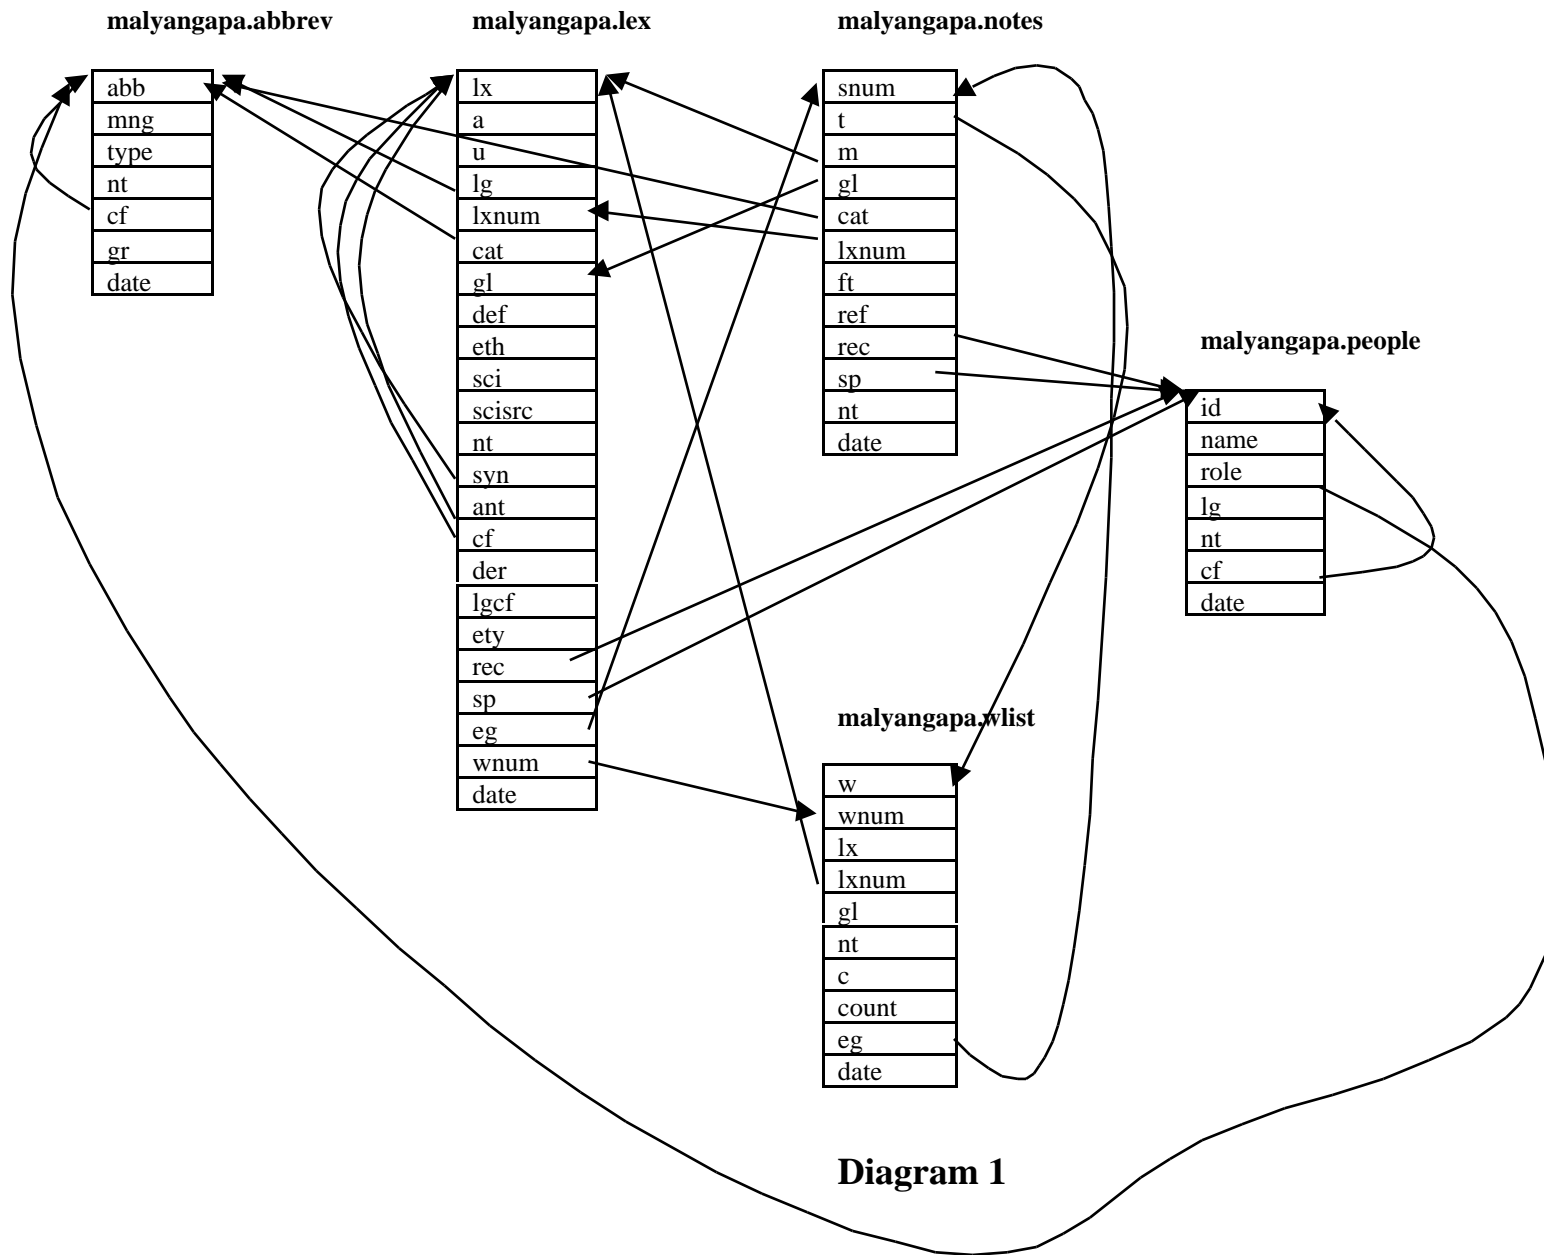 malyangapa.abbrev
abb
mng
type
nt
cf
gr
date
malyangapa.lex
lx
a
u
lg
lxnum
cat
gl
def
eth
sci
scisrc
nt
syn
ant
cf
der
lgcf
ety
rec
sp
eg
wnum
date
malyangapa.notes
snum
t
m
gl
cat
lxnum
ft
ref
rec
sp
nt
date
malyangapa.people
id
name
role
lg
nt
cf
date
malyangapa.wlist
w
wnum
lx
lxnum
gl
nt
c
count
eg
date
Diagram 1